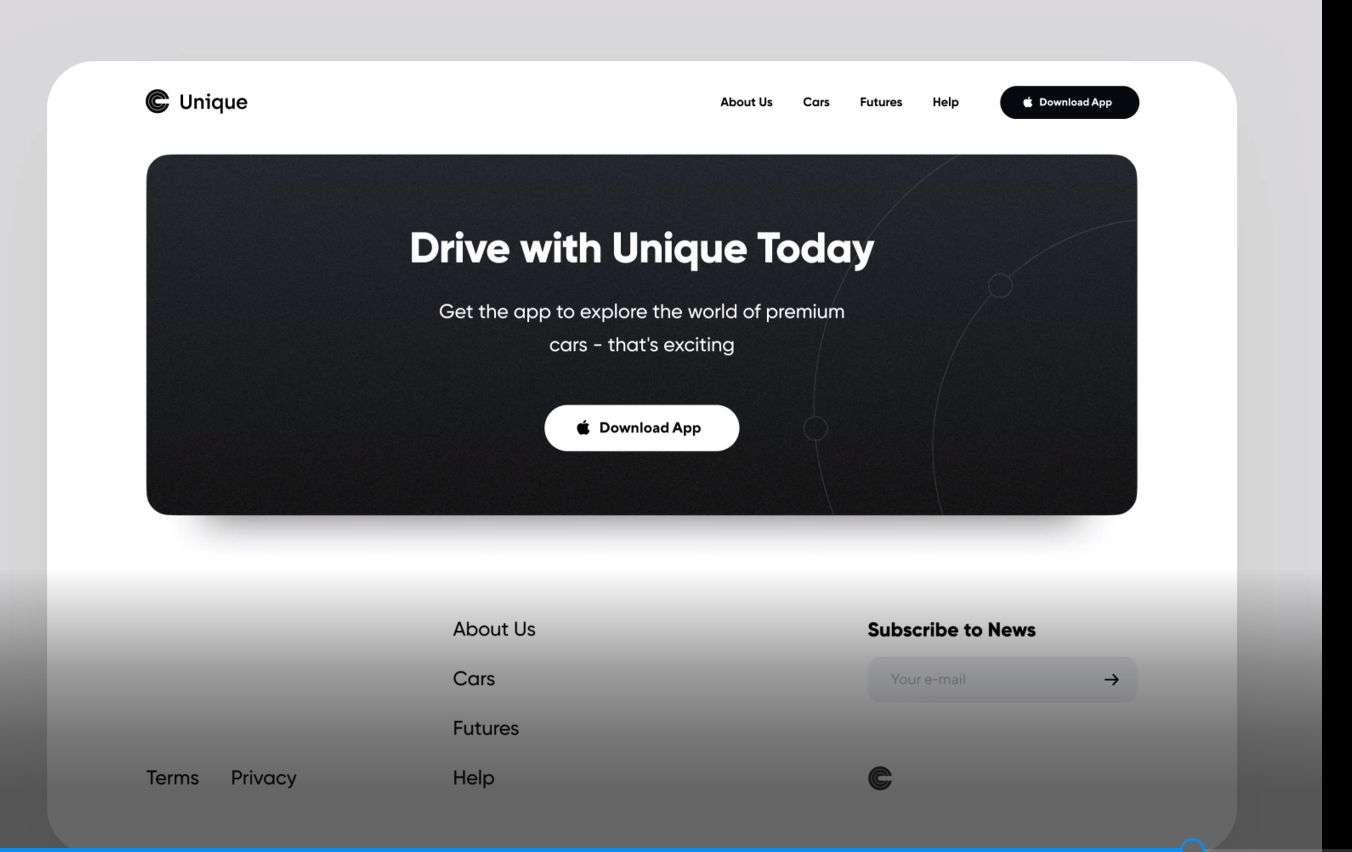 Unique
About Us Cars Futures Help Download App
Drive with Unique Today
Get the app to explore the world of premium
cars - that's exciting
Download App
About Us
Cars
Futures
Help
Subscribe to News
Your e-mail
Terms Privacy